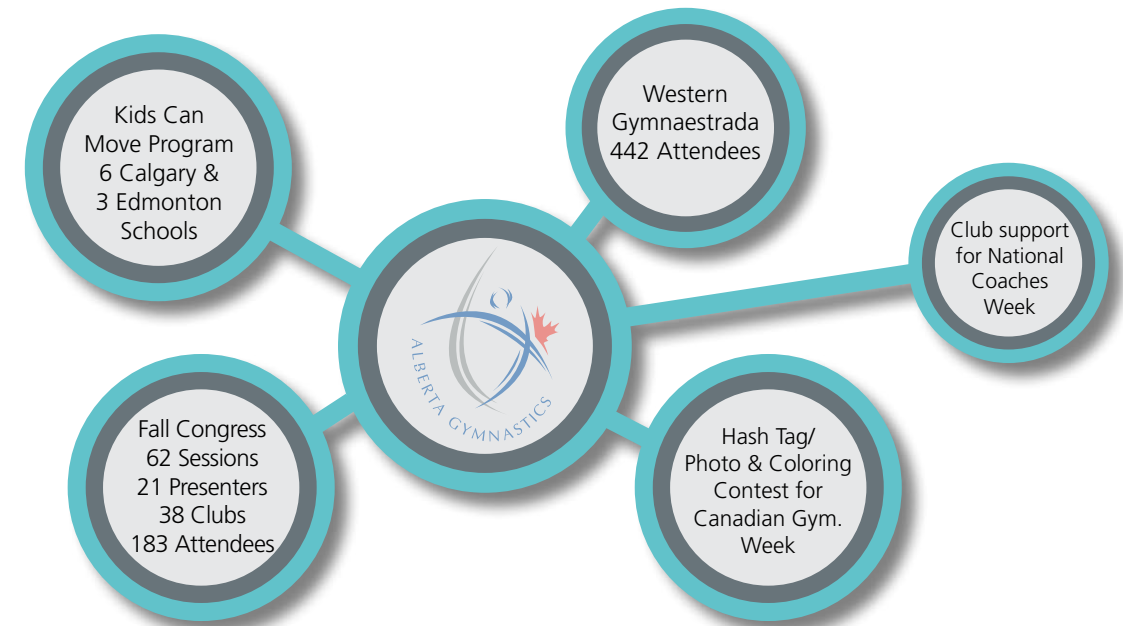 Kids Can
Move Program
6 Calgary &
3 Edmonton
Schools
Western
Gymnaestrada
442 Attendees
Club support
for National
Coaches
Week
ALBERTA GYMNASTICS
Fall Congress
62 Sessions
21 Presenters
38 Clubs
183 Attendees
Hash Tag/
Photo & Coloring
Contest for
Canadian Gym.
Week